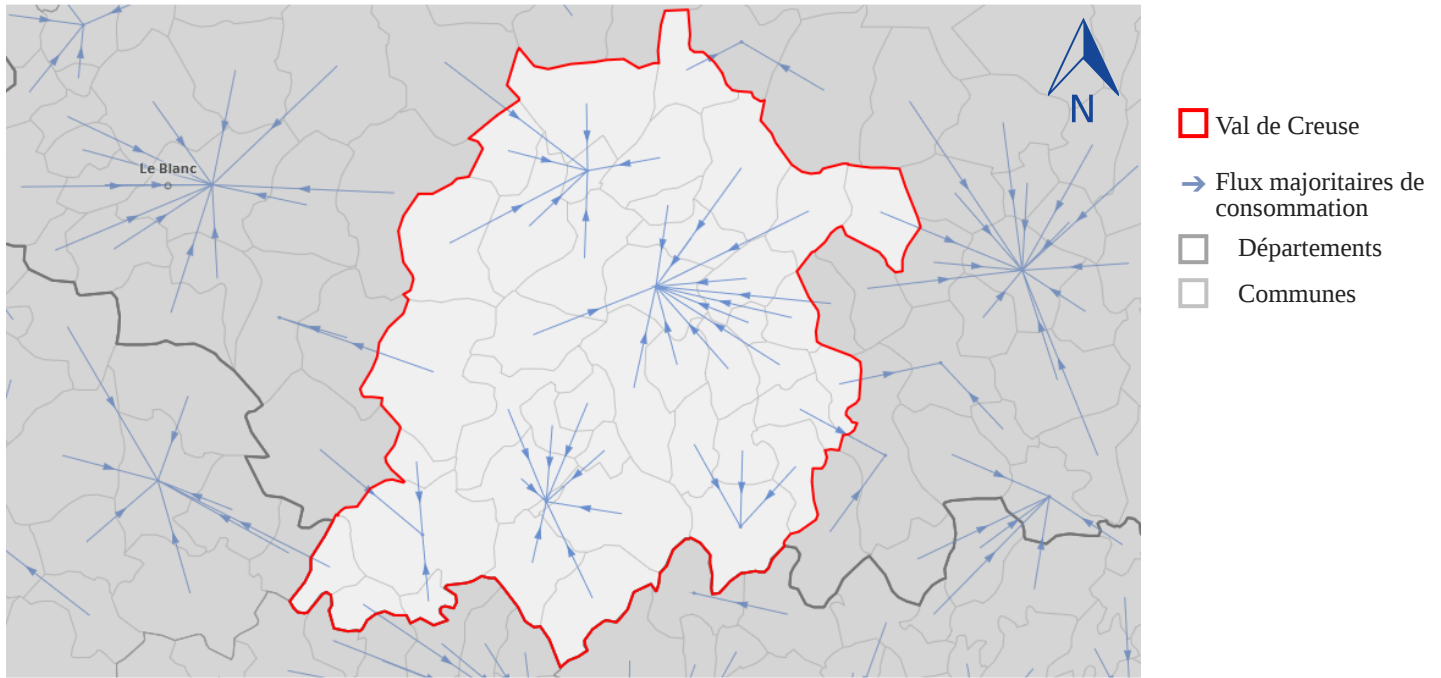 Le Blanc
N
Val de Creuse
Flux majoritaires de
consommation
Départements
Communes